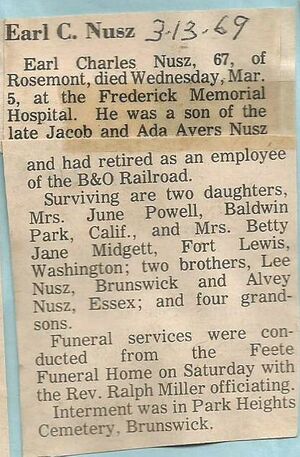 Earl C. Nusz 3-13-69
Earl Charles Nusz, 67, of
Rosemont, died Wednesday, Mar.
5, at the Frederick Memorial
Hospital. He was a son of the
late Jacob and Ada Ayers Nusz
and had retired as an employee
of the B&O Railroad.
Surviving are two daughters,
Mrs. June Powell, Baldwin
Park, Calif., and Mrs. Betty
Jane Midgett, Fort Lewis,
Washington; two brothers, Lee
Nusz, Brunswick and Alvey
Nusz, Essex; and four grand-
sons.
Funeral services were con-
ducted from the Feete
Funeral Home on Saturday with
the Rev. Ralph Miller officiating.
Interment was in Park Heights
Cemetery, Brunswick.